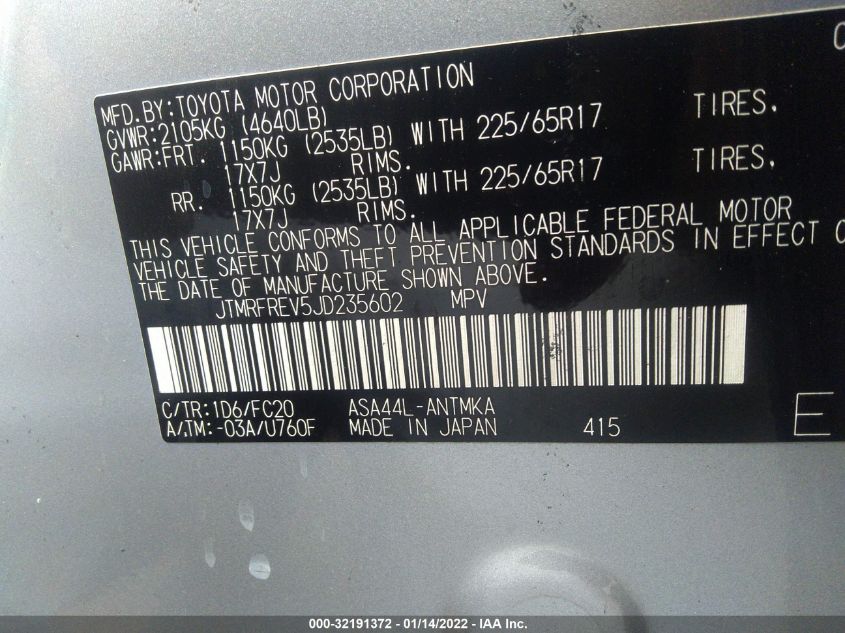 C
MFD.BY:TOYOTA MOTOR CORPORATION
GVWR:2105KG (4640LB)
GAWR:FRT. 1150KG (2535LB) WITH 225/65R17 TIRES,
17X7J RIMS.
RR. 1150KG (2535LB) WITH 225/65R17 TIRES,
17X7J RIMS.
THIS VEHICLE CONFORMS TO ALL APPLICABLE FEDERAL MOTOR
VEHICLE SAFETY AND THEFT PREVENTION STANDARDS IN EFFECT O
THE DATE OF MANUFACTURE SHOWN ABOVE.
JTMRFREV5JD235602 MPV
C/TR:1D6/FC20 ASA44L-ANTMKA
A/TM:-03A/U760F MADE IN JAPAN 415 E
000-32191372 - 01/14/2022 - IAA Inc.